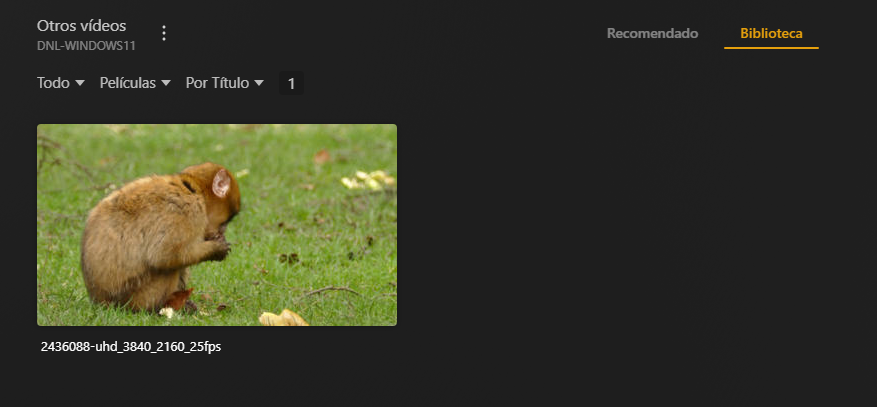 Otros vídeos
DNL-WINDOWS11
Recomendado
Biblioteca
Todo Películas Por Título 1
2436088-uhd_3840_2160_25fps